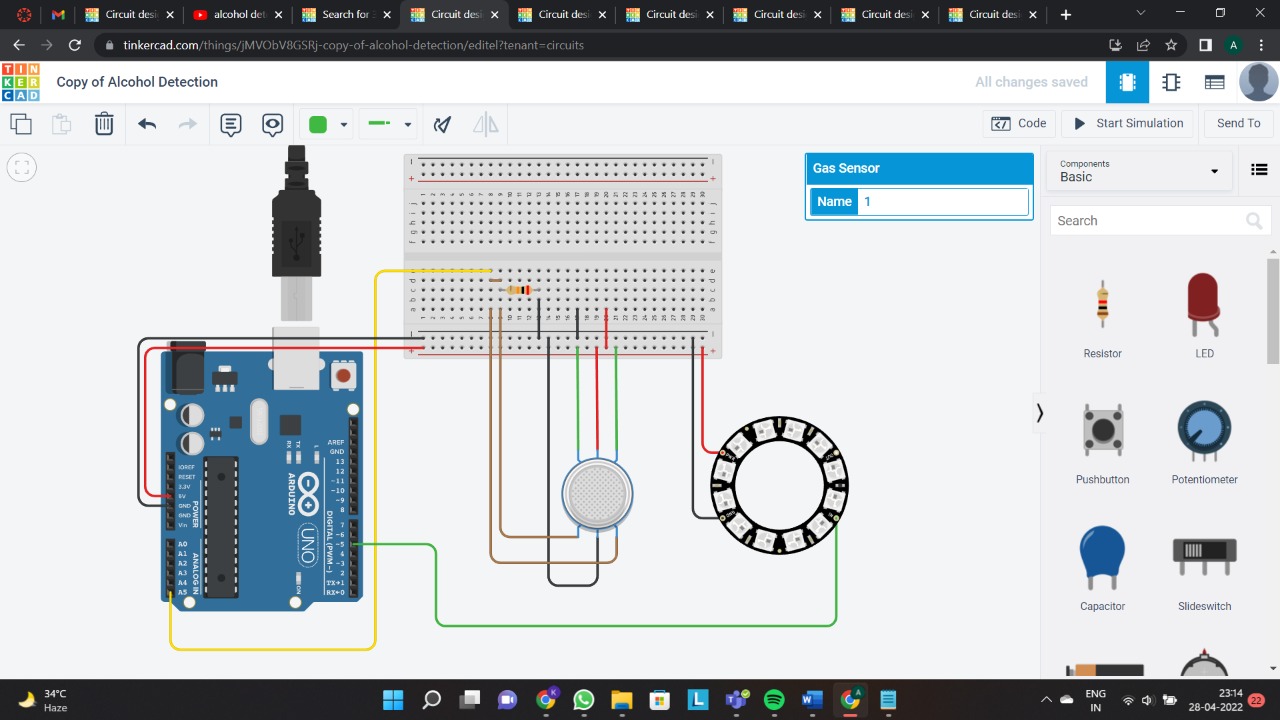 Circuit desi
alcohol det
Search for
Circuit desi
Circuit desi
Circuit desi
Circuit desi
Circuit desi
Circuit desi
tinkercad.com/things/jMVObV8GSRj-copy-of-alcohol-detection/editel?tenant=circuits
A
TIN
KER
CAD
Copy of Alcohol Detection
All changes saved
Code
Start Simulation
Send To
Gas Sensor
Name 1
Components
Basic
Search
Resistor
LED
Pushbutton
Potentiometer
Capacitor
Slideswitch
IOREF
RESET
3.3V
5V
GND
GND
Vin
POWER
A0
A1
A2
A3
A4
A5
ANALOG IN
AREF
GND
13
12
~11
~10
~9
8
7
~6
~5
4
~3
2
TX→1
RX←0
DIGITAL (PWM~)
RX TX L
ARDUINO
UNO
ON
34°C
Haze
ENG
IN
23:14
28-04-2022
22